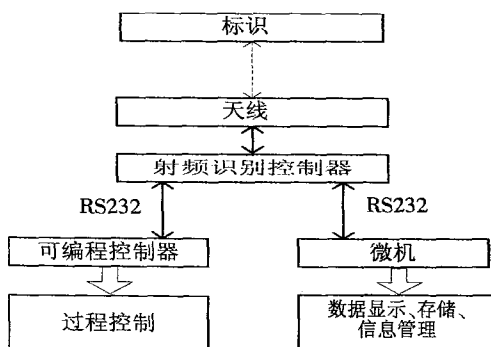 标识
天线
射频识别控制器
RS232
RS232
可编程控制器
微机
过程控制
数据显示、存储、
信息管理